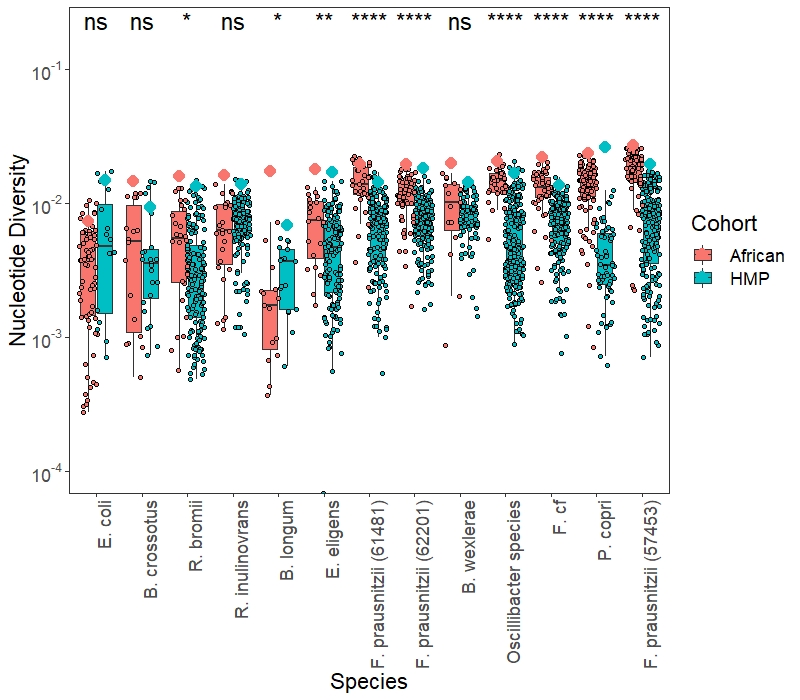 ns ns * ns * ** **** **** ns **** **** **** ****
10-1
10-2
10-3
10-4
Nucleotide Diversity
E. coli
B. crossotus
R. bromii
R. inulinovrans
B. longum
E. eligens
F. prausnitzii (61481)
F. prausnitzii (62201)
B. wexlerae
Oscillibacter species
F. cf
P. copri
F. prausnitzii (57453)
Species
Cohort
African
HMP